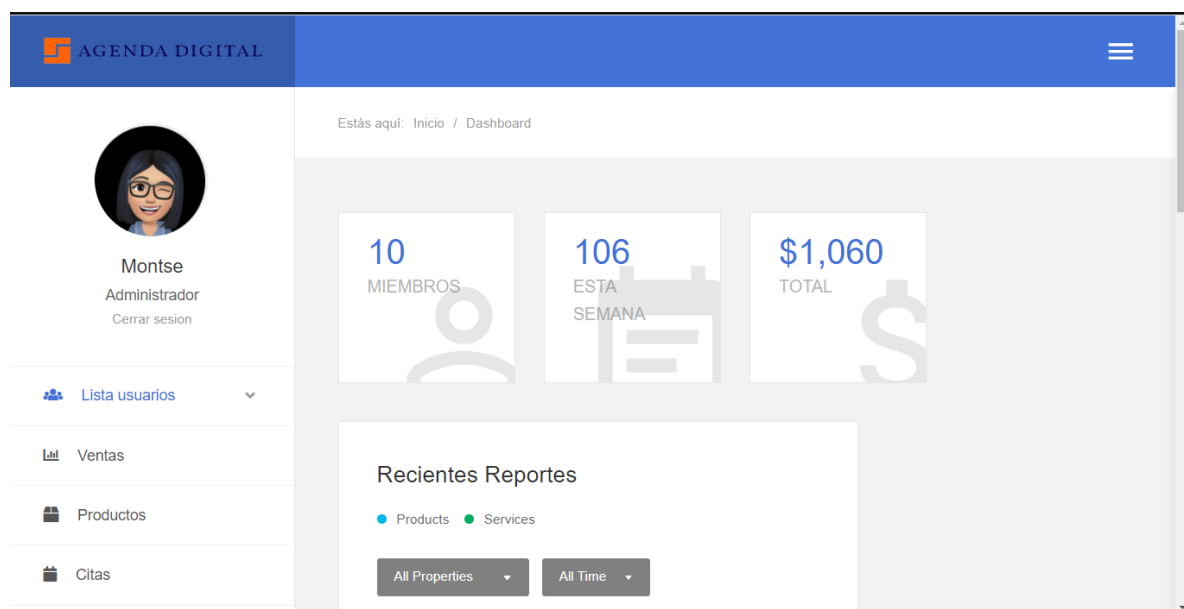 AGENDA DIGITAL
Estás aquí: Inicio / Dashboard
Montse
Administrador
Cerrar sesion
Lista usuarios
Ventas
Productos
Citas
10
MIEMBROS
106
ESTA
SEMANA
$1,060
TOTAL
Recientes Reportes
Products Services
All Properties All Time